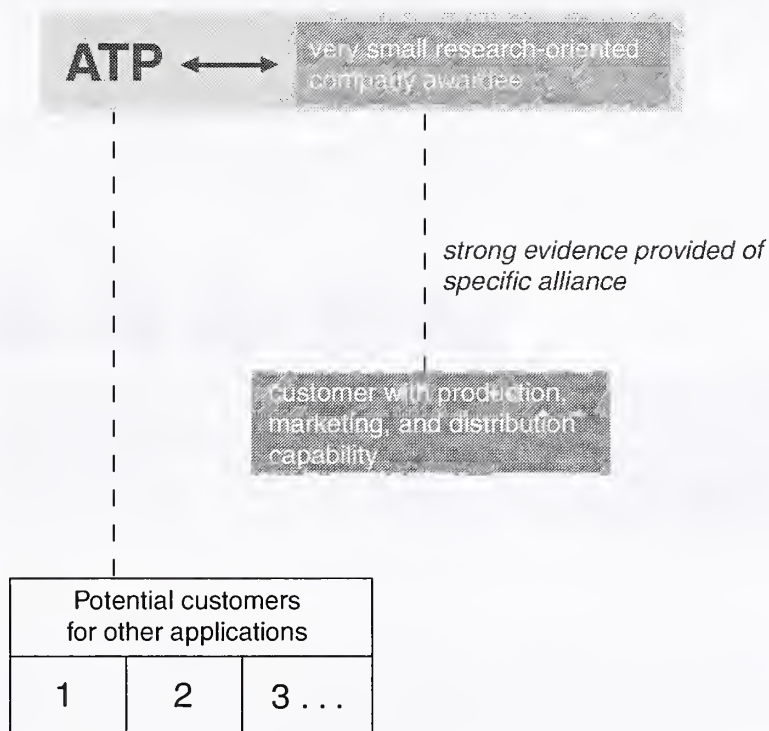 ATP
very small research-oriented
company awardee
strong evidence provided of
specific alliance
customer with production,
marketing, and distribution
capability
Potential customers
for other applications
1 2 3 . . .